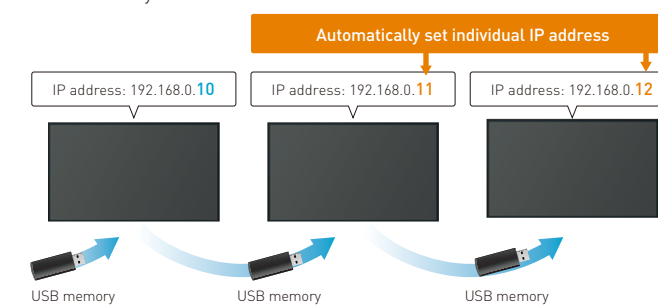 Automatically set individual IP address
IP address: 192.168.0.10
IP address: 192.168.0.11
IP address: 192.168.0.12
USB memory
USB memory
USB memory